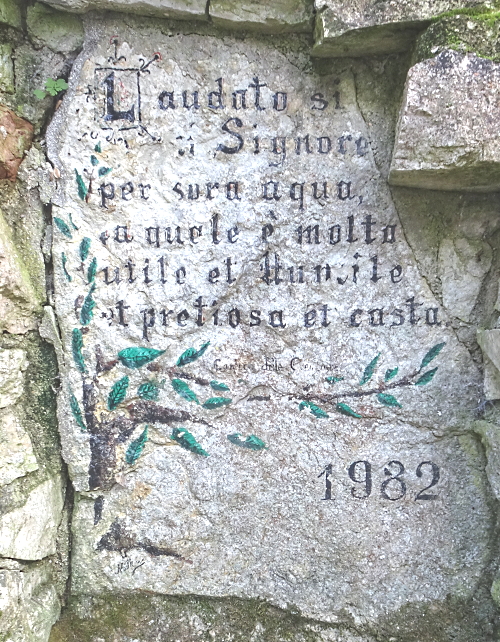 Laudato si
mi Signore
per sora aqua,
la quale è molto
utile et humile
et pretiosa et casta
1982